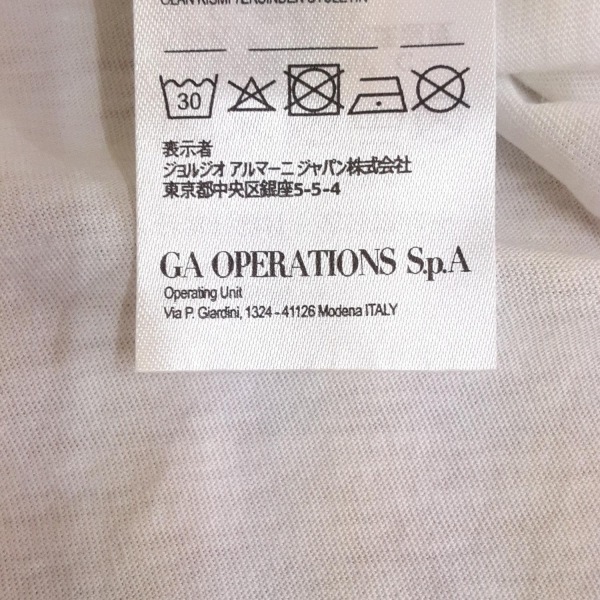 30
表示者
ジョルジオ アルマーニ ジャパン株式会社
東京都中央区銀座5-5-4
GA OPERATIONS S.p.A
Operating Unit
Via P. Giardini, 1324 - 41126 Modena ITALY